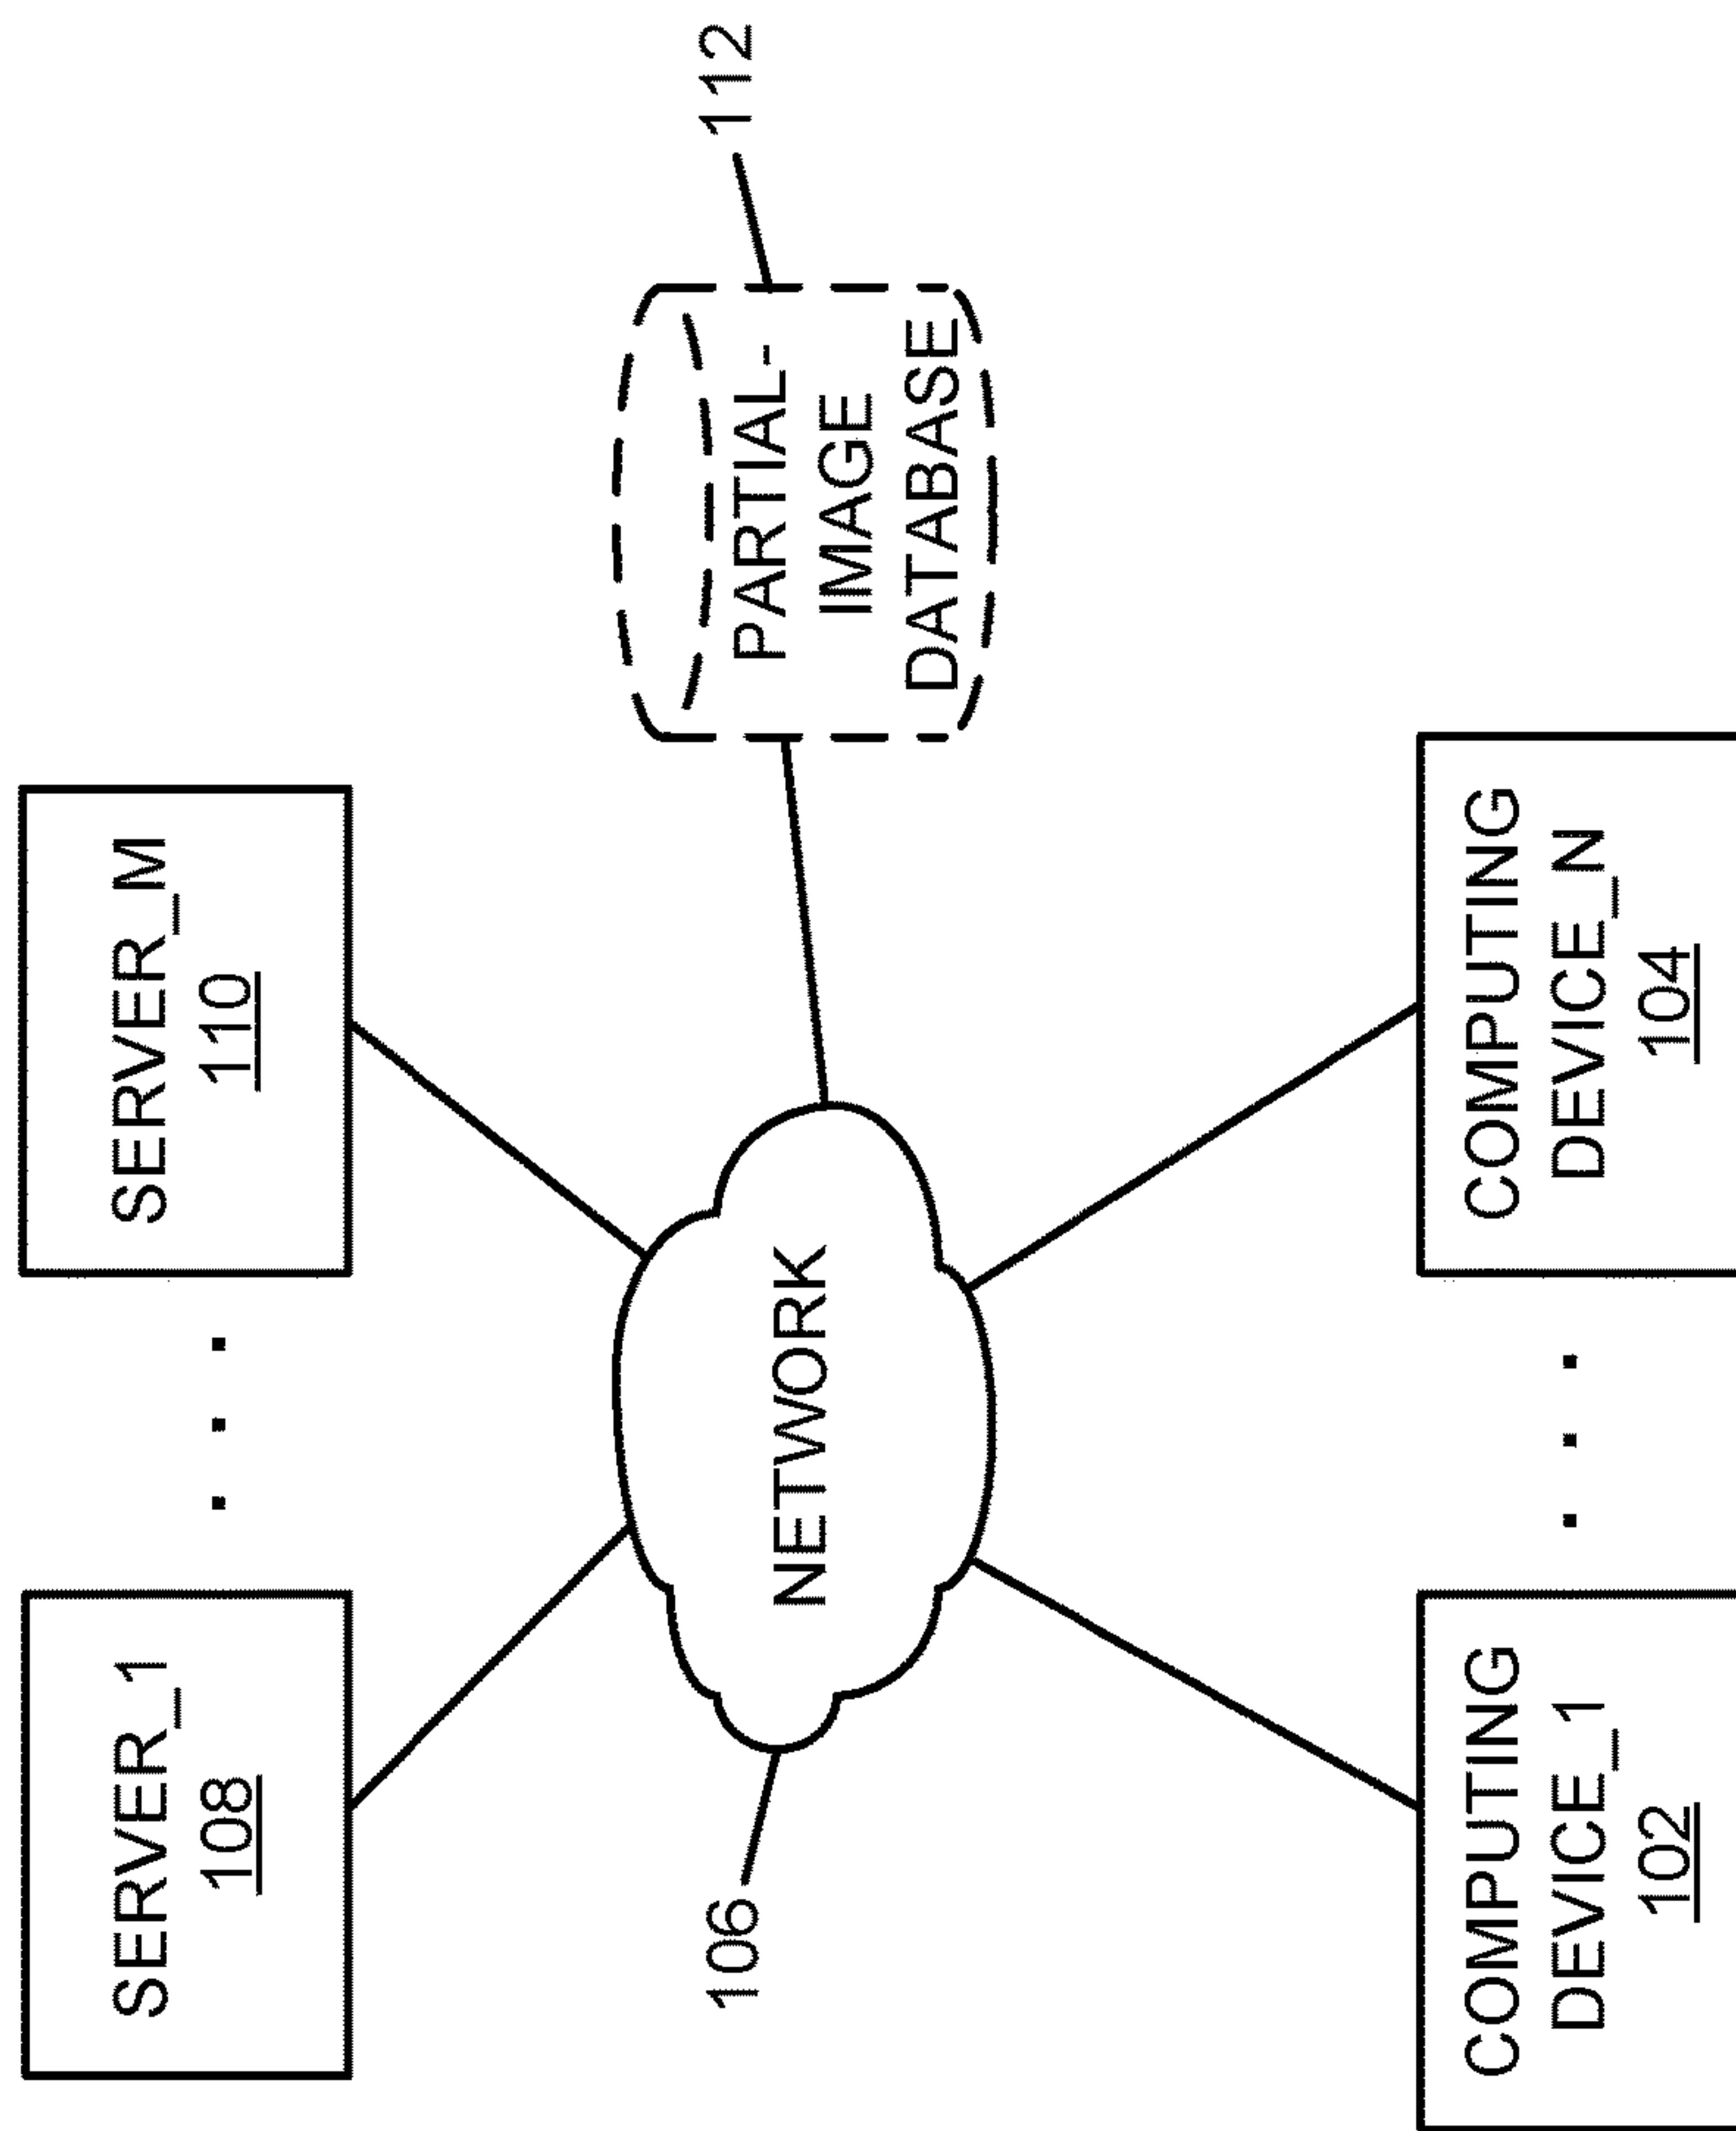 SERVER_1
108
. . .
SERVER_M
110
106
NETWORK
PARTIAL-
IMAGE
DATABASE
112
COMPUTING
DEVICE_1
102
. . .
COMPUTING
DEVICE_N
104